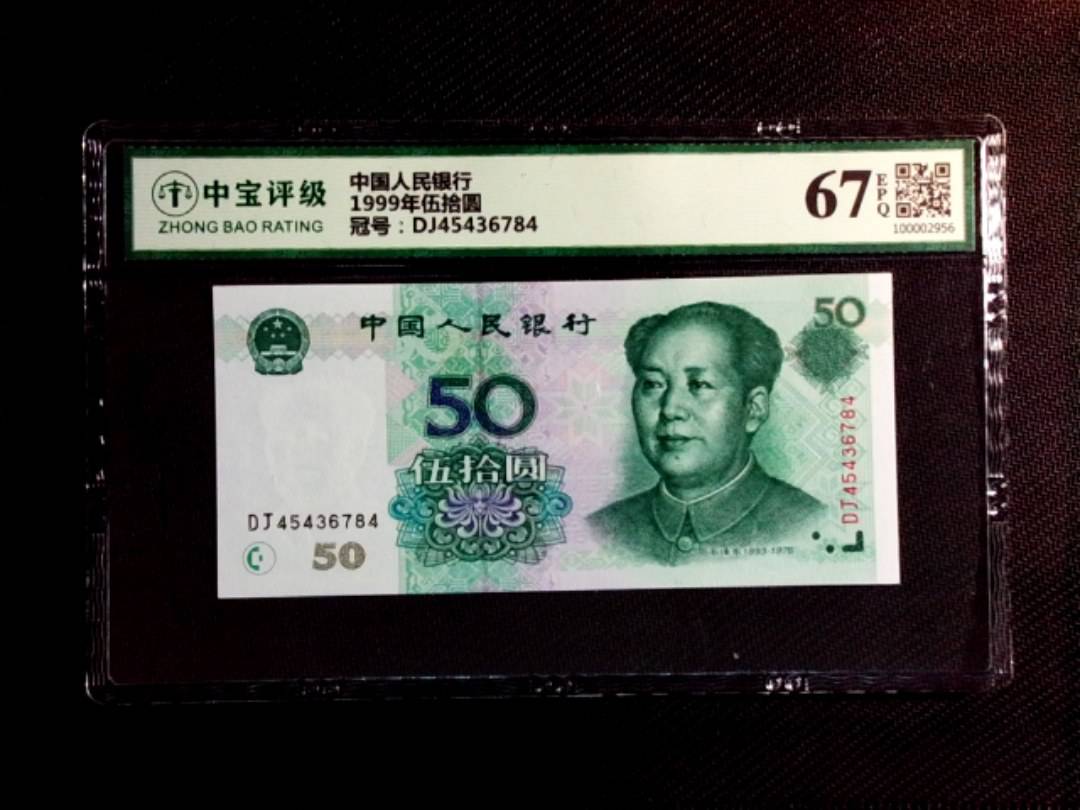 中宝评级
ZHONG BAO RATING
中国人民银行
1999年伍拾圆
冠号：DJ45436784
67
EPQ
100002956
中国人民银行
50
50
伍拾圆
DJ45436784
50
DJ45436784
1893-1976